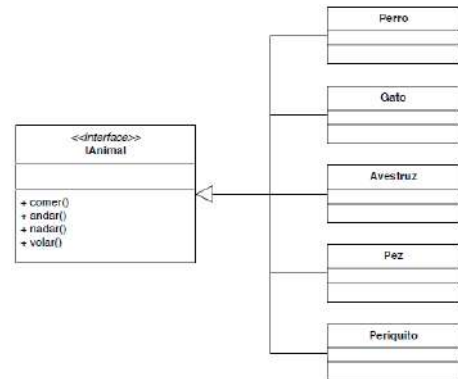 <<interface>>
IAnimal
+ comer()
+ andar()
+ nadar()
+ volar()
Perro
Gato
Avestruz
Pez
Periquito